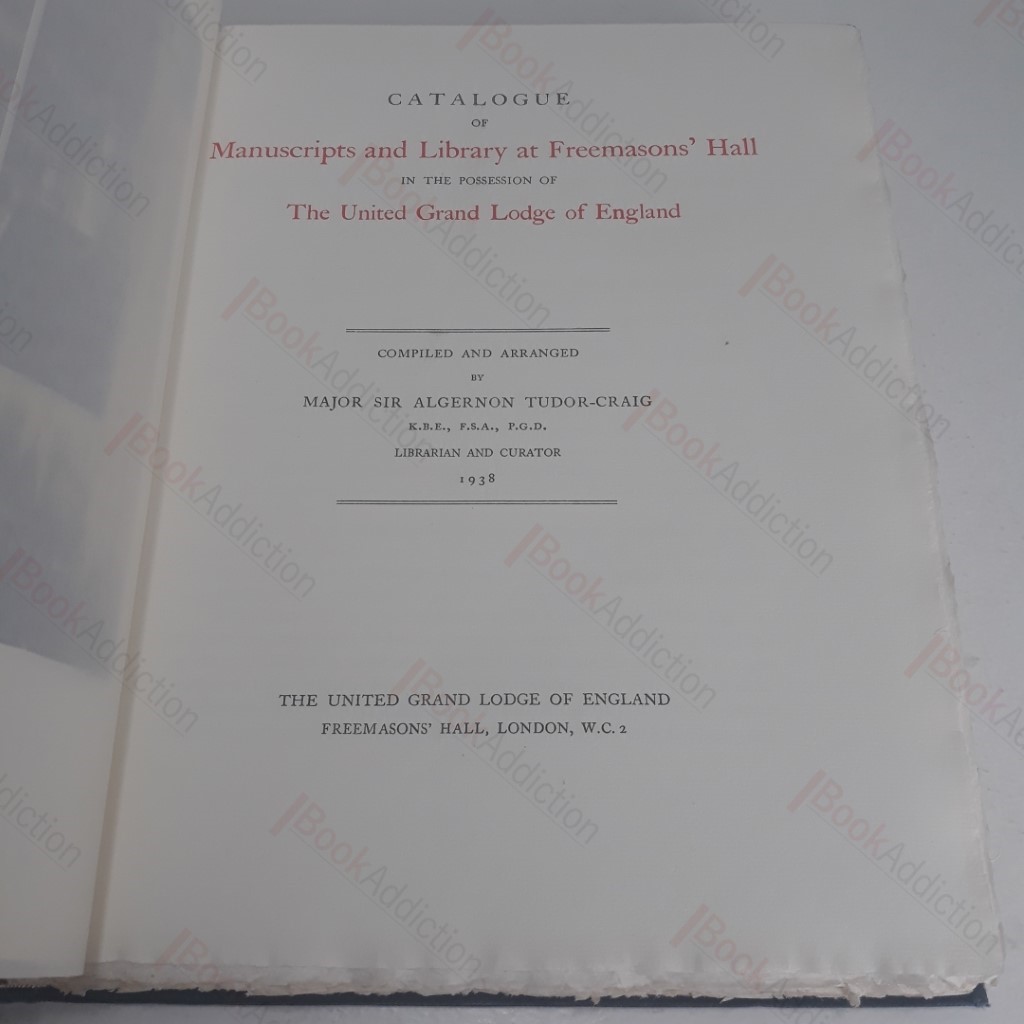 CATALOGUE
OF
Manuscripts and Library at Freemasons' Hall
IN THE POSSESSION OF
The United Grand Lodge of England
COMPILED AND ARRANGED
BY
MAJOR SIR ALGERNON TUDOR-CRAIG
K.B.E., F.S.A., P.G.D.
LIBRARIAN AND CURATOR
1938
THE UNITED GRAND LODGE OF ENGLAND
FREEMASONS' HALL, LONDON, W.C. 2
BookAddiction